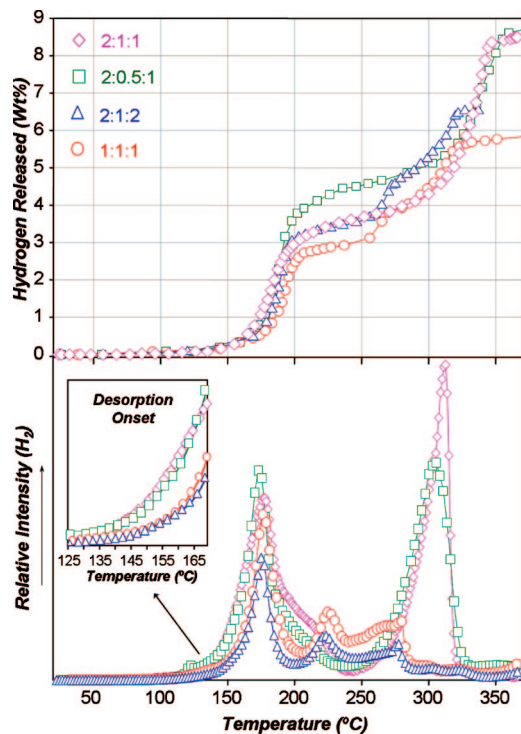 9
8
7
6
5
4
3
2
1
0
Hydrogen Released (Wt%)
2:1:1
2:0.5:1
2:1:2
1:1:1
Relative Intensity (H2)
Desorption
Onset
125 135 145 155 165
Temperature (ºC)
50 100 150 200 250 300 350
Temperature (ºC)